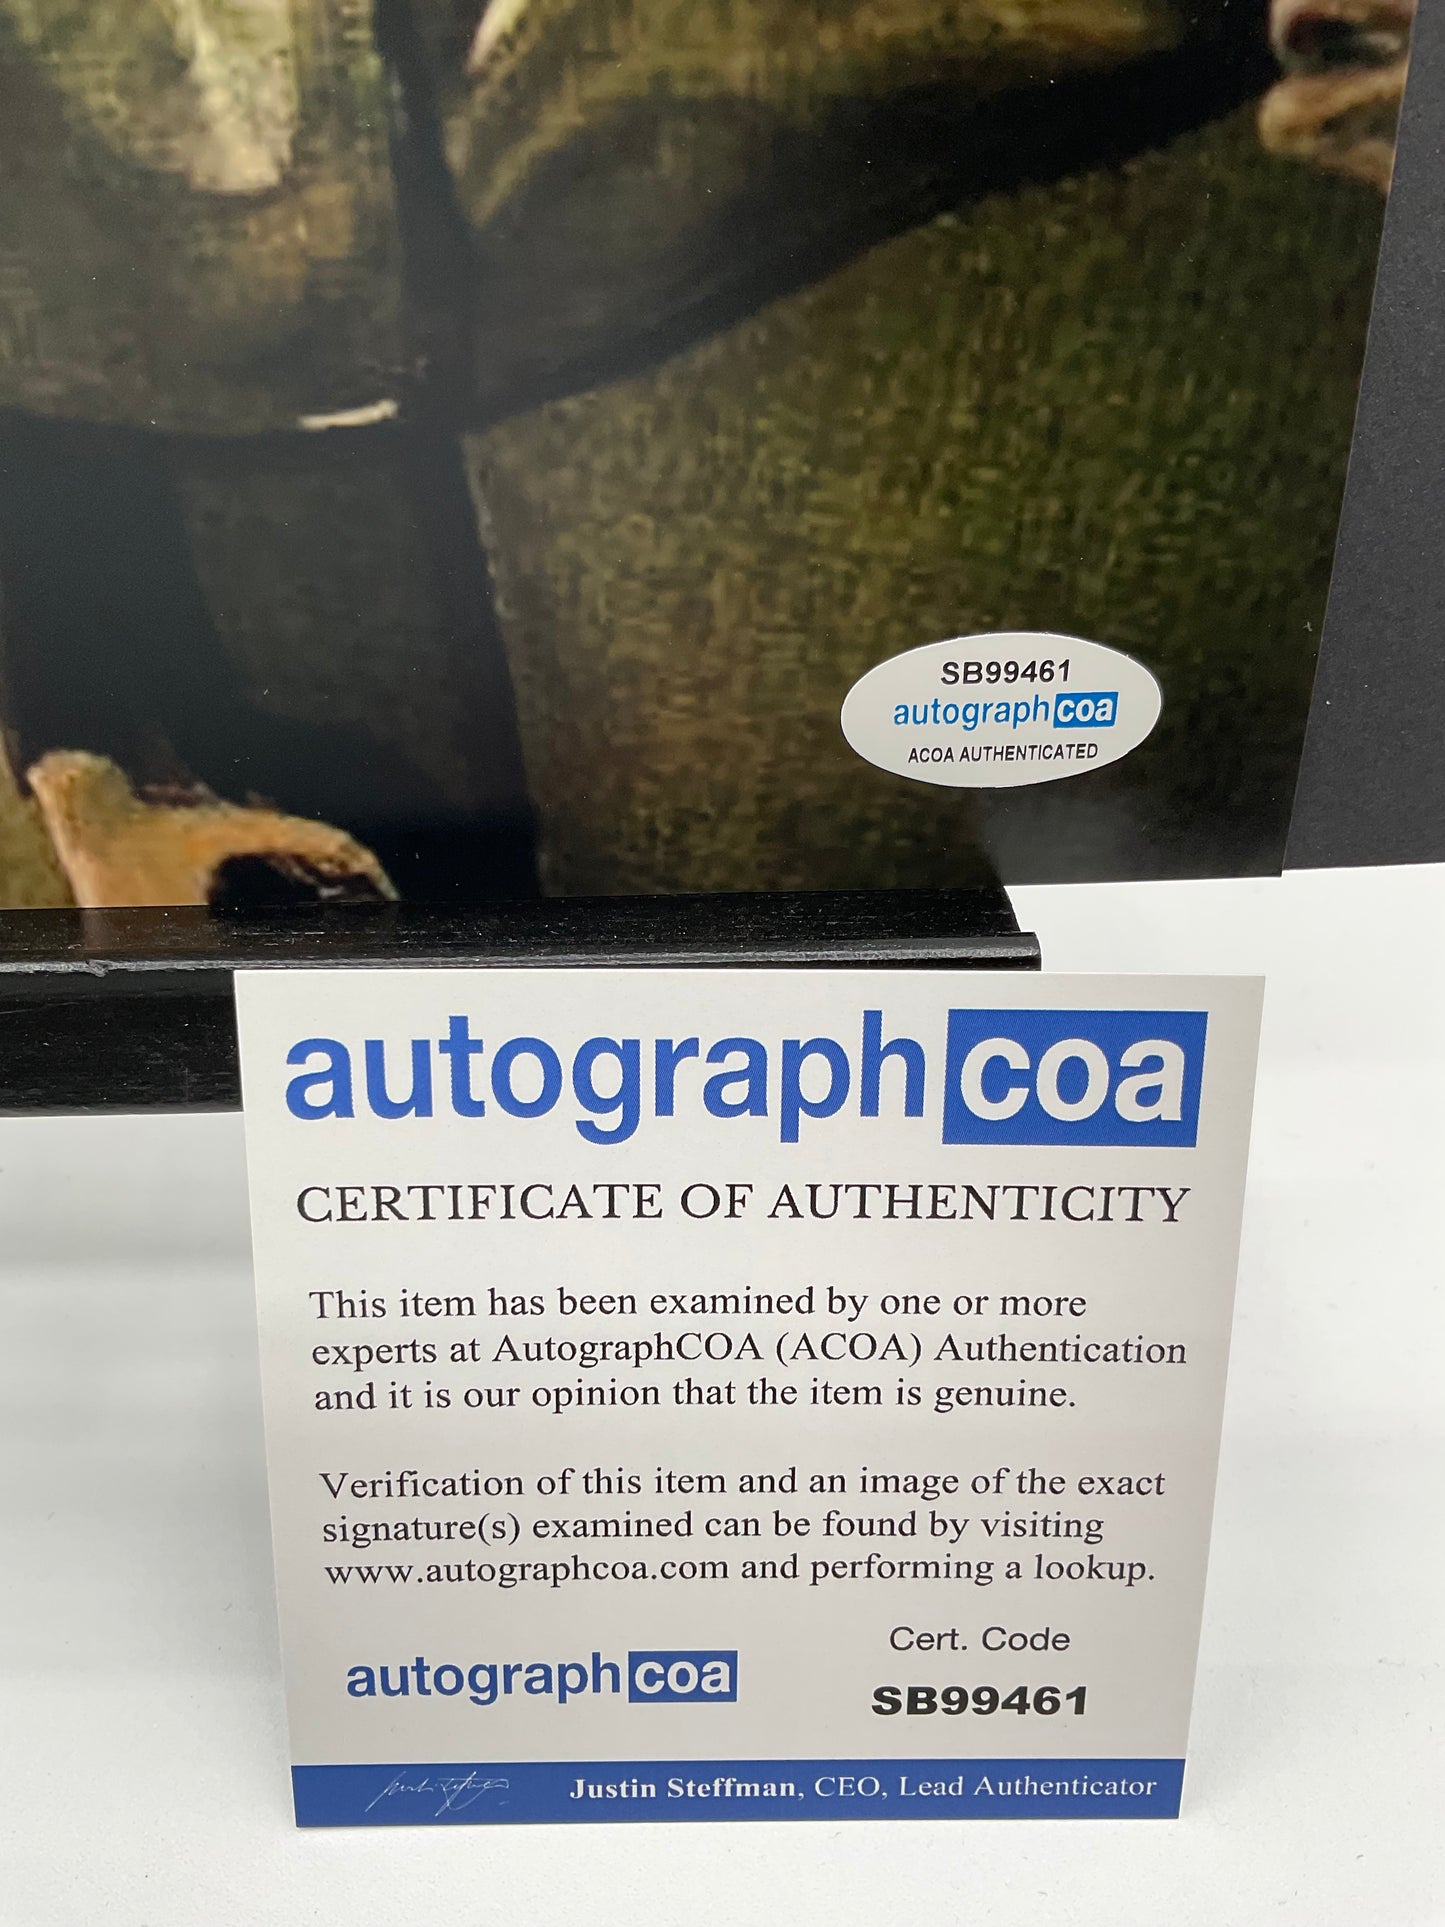 SB99461
autographcoa
ACOA AUTHENTICATED
autographcoa
CERTIFICATE OF AUTHENTICITY
This item has been examined by one or more
experts at AutographCOA (ACOA) Authentication
and it is our opinion that the item is genuine.
Verification of this item and an image of the exact
signature(s) examined can be found by visiting
www.autographcoa.com and performing a lookup.
Cert. Code
autographcoa
SB99461
Justin Steffman, CEO, Lead Authenticator